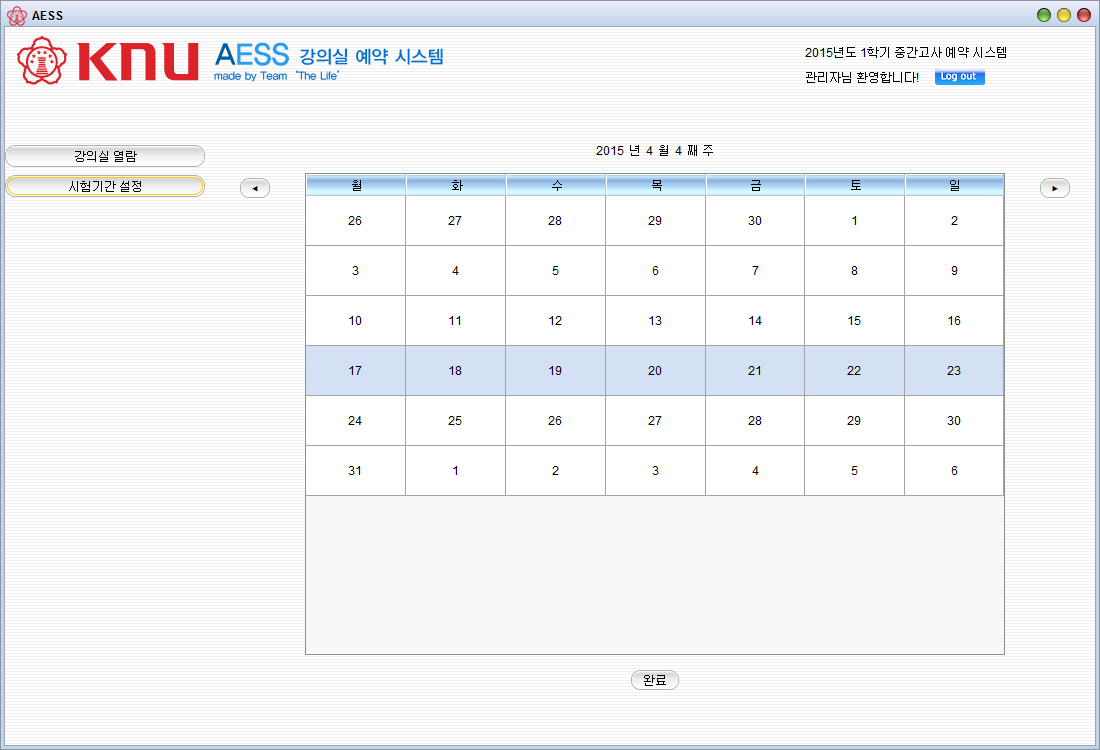 AESS
KNU
AESS 강의실 예약 시스템
made by Team 'The Life'
2015년도 1학기 중간고사 예약 시스템
관리자님 환영합니다! Log out
강의실 열람
시험기간 설정
2015 년 4 월 4 째 주
◄ ►
월 화 수 목 금 토 일
26 27 28 29 30 1 2
3 4 5 6 7 8 9
10 11 12 13 14 15 16
17 18 19 20 21 22 23
24 25 26 27 28 29 30
31 1 2 3 4 5 6
완료